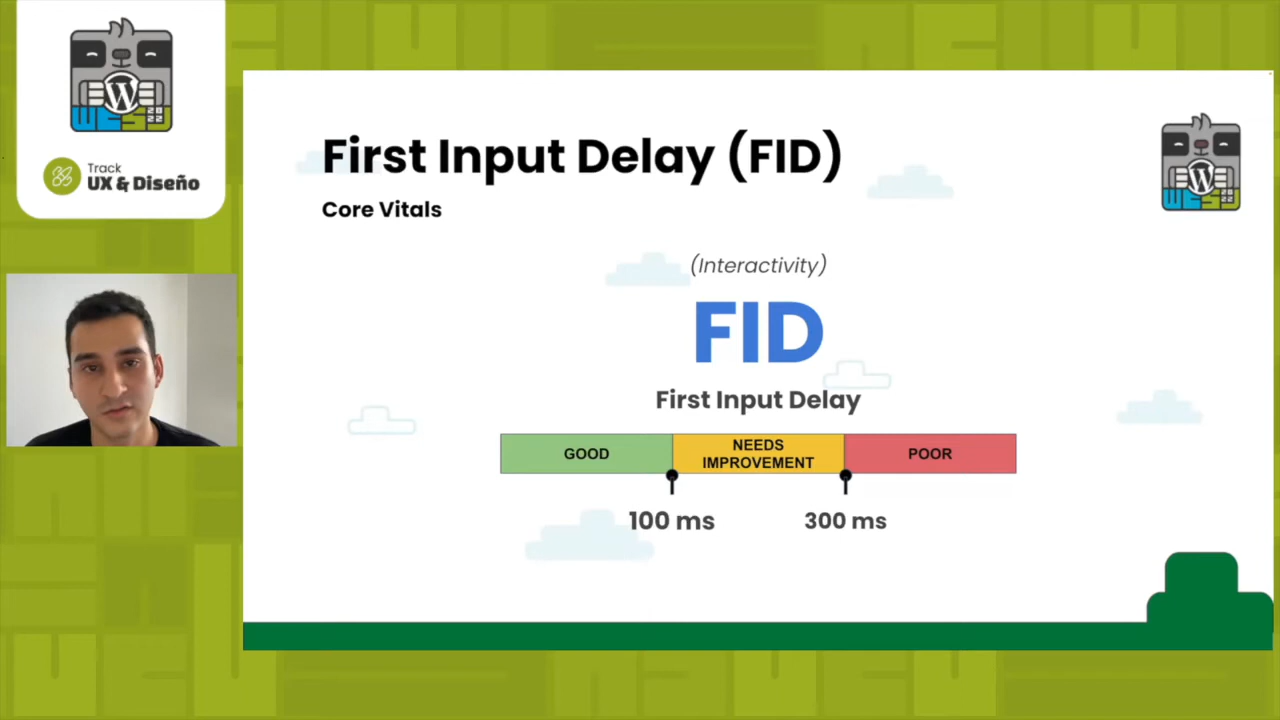 Track
UX & Diseño
First Input Delay (FID)
Core Vitals
(Interactivity)
FID
First Input Delay
GOOD
NEEDS
IMPROVEMENT
POOR
100 ms
300 ms